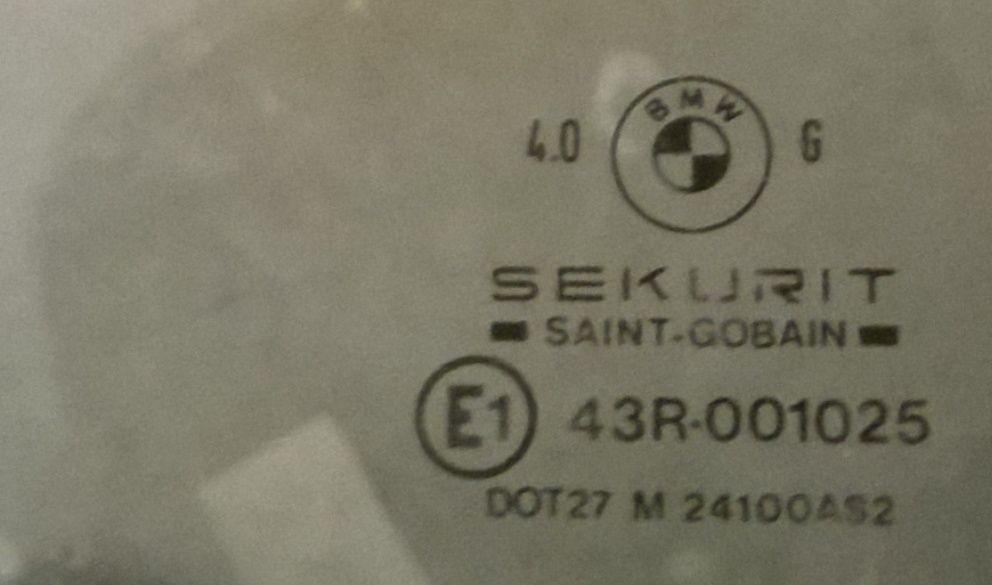 BMW
4.0 G
SEKURIT
SAINT-GOBAIN
E1 43R-001025
DOT27 M 24100AS2